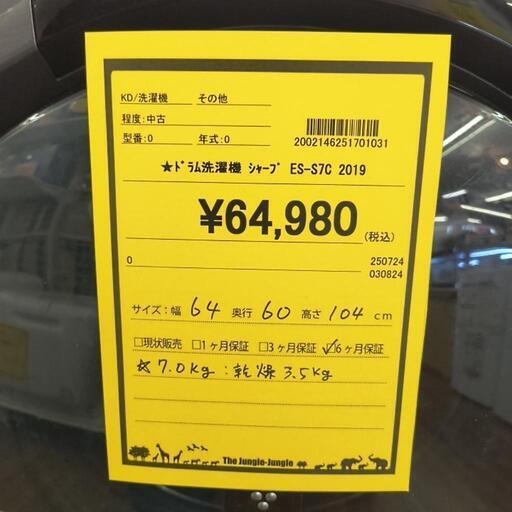 KD/洗濯機 その他
程度:中古
型番:0 年式:0
2002146251701031
★ﾄﾞﾗﾑ洗濯機 ｼｬｰﾌﾟ ES-S7C 2019
¥64,980(税込)
0 250724
030824
サイズ:幅 64 奥行 60 高さ 104 cm
□現状販売 □1ヶ月保証 □3ヶ月保証 ☑6ヶ月保証
☆7.0kg:乾燥3.5kg
The Jungle-Jungle